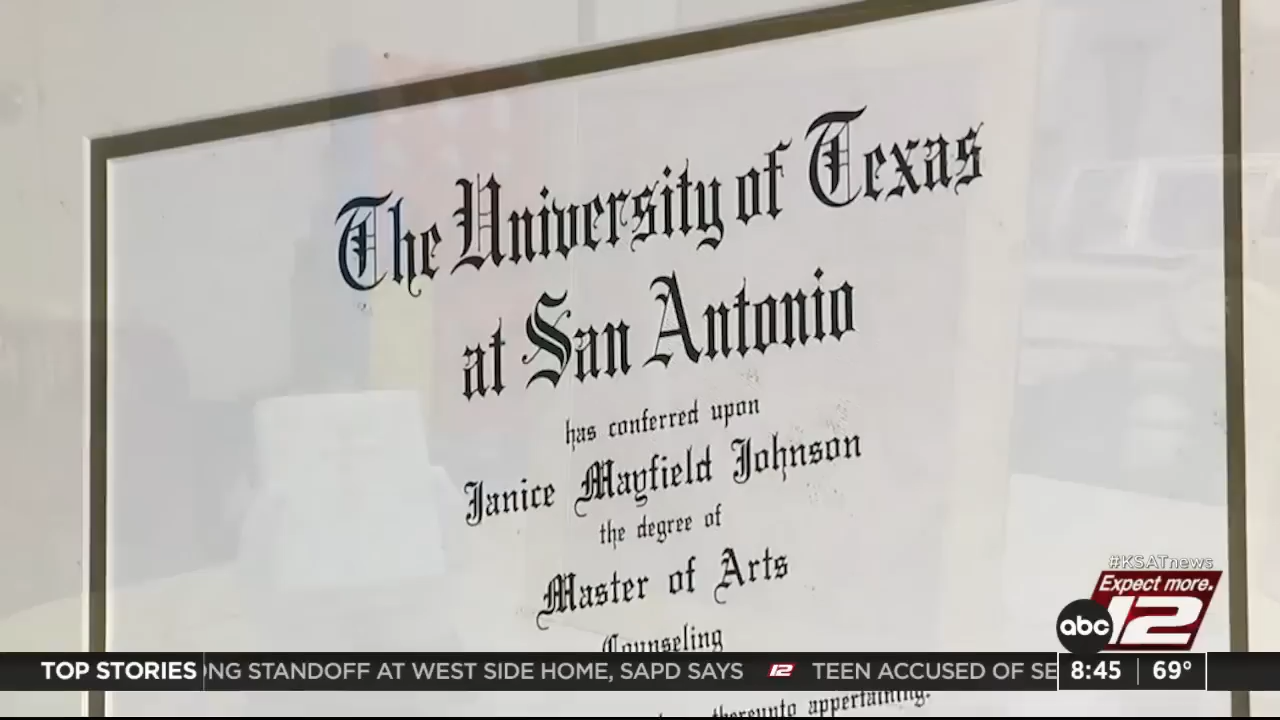 The University of Texas
at San Antonio
has conferred upon
Janice Mayfield Johnson
the degree of
Master of Arts
Counseling
thereunto appertaining.
#KSATnews
Expect more.
abc 12
TOP STORIES
STANDOFF AT WEST SIDE HOME, SAPD SAYS 12 TEEN ACCUSED OF
8:45 69°